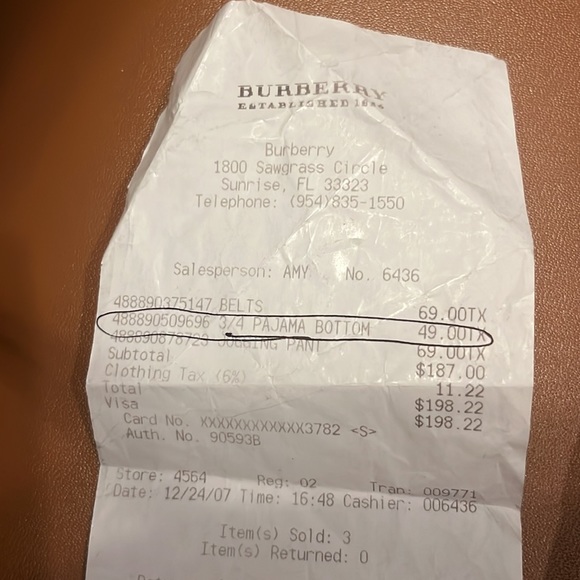 BURBERRY
ESTABLISHED 1856
Burberry
1800 Sawgrass Circle
Sunrise, FL 33323
Telephone: (954)835-1550
Salesperson: AMY No. 6436
488890375147 BELTS 69.00TX
488890509696 3/4 PAJAMA BOTTOM 49.00TX
488890878723 JOGGING PANT 69.00TX
Subtotal $187.00
Clothing Tax (6%) 11.22
Total $198.22
Visa $198.22
Card No. XXXXXXXXXXXX3782 <S>
Auth. No. 90593B
Store: 4564 Reg: 02 Tran: 009771
Date: 12/24/07 Time: 16:48 Cashier: 006436
Item(s) Sold: 3
Item(s) Returned: 0